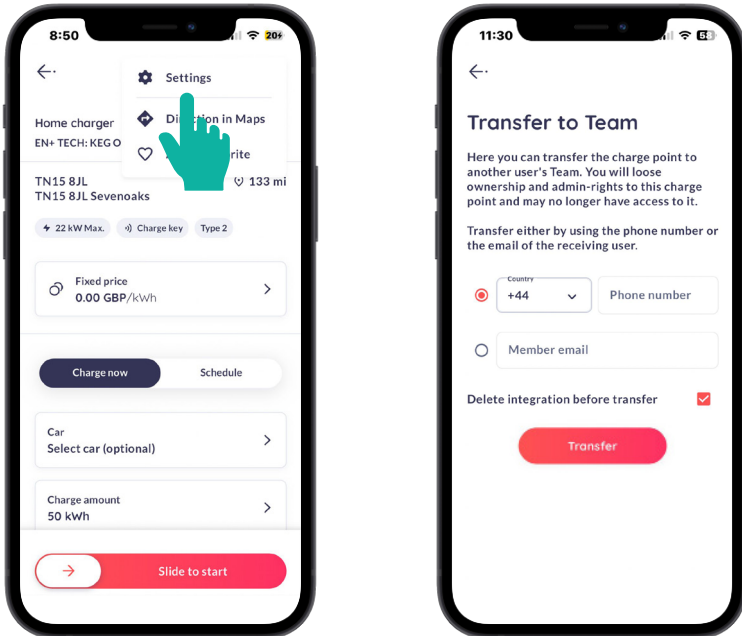 8:50
20+
Settings
Direction in Maps
rite
Home charger
EN+ TECH: KEG O
TN15 8JL
133 mi
TN15 8JL Sevenoaks
22 kW Max.
Charge key
Type 2
Fixed price
0.00 GBP/kWh
Charge now
Schedule
Car
Select car (optional)
Charge amount
50 kWh
Slide to start
11:30
Transfer to Team
Here you can transfer the charge point to
another user's Team. You will loose
ownership and admin-rights to this charge
point and may no longer have access to it.
Transfer either by using the phone number or
the email of the receiving user.
Country
+44
Phone number
Member email
Delete integration before transfer
Transfer